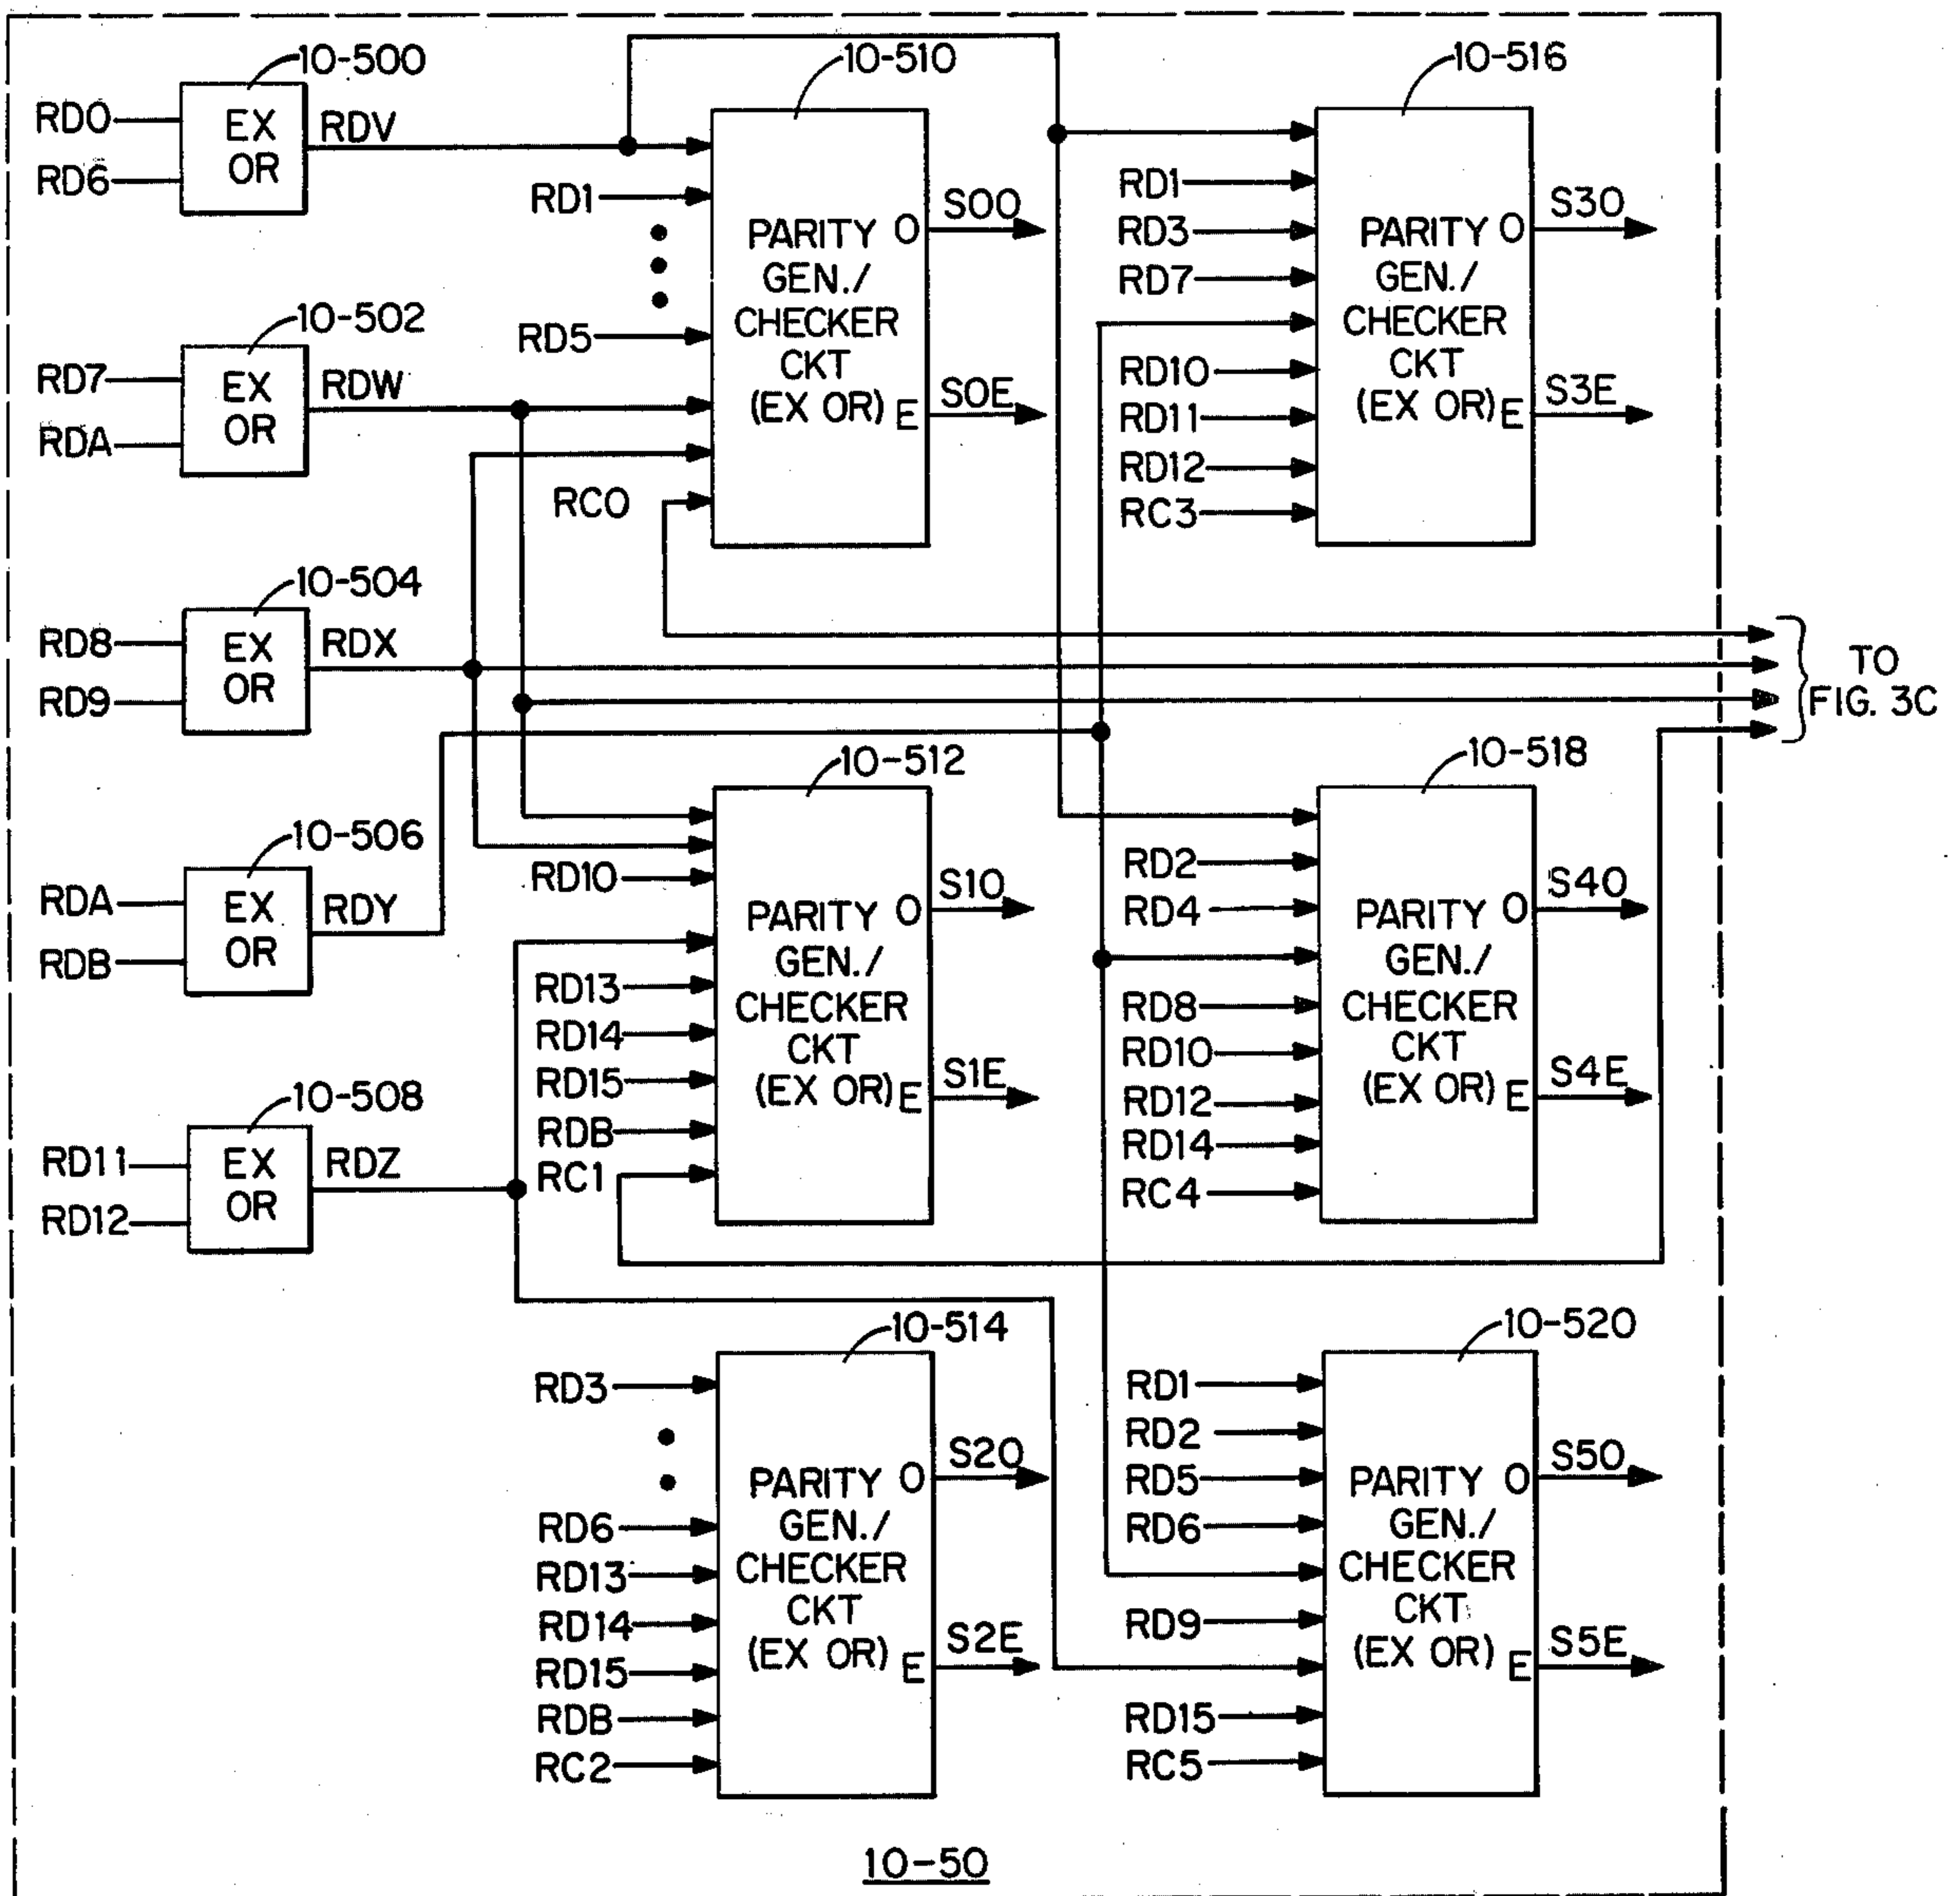 10-500
RD0
RD6
EX
OR
RDV
10-502
RD7
RDA
EX
OR
RDW
10-504
RD8
RD9
EX
OR
RDX
10-506
RDA
RDB
EX
OR
RDY
10-508
RD11
RD12
EX
OR
RDZ
10-510
RD1
RD5
RC0
PARITY O
GEN./
CHECKER
CKT
(EX OR) E
S0O
S0E
10-512
RD10
RD13
RD14
RD15
RDB
RC1
PARITY O
GEN./
CHECKER
CKT
(EX OR) E
S1O
S1E
10-514
RD3
RD6
RD13
RD14
RD15
RDB
RC2
PARITY O
GEN./
CHECKER
CKT
(EX OR) E
S2O
S2E
10-516
RD1
RD3
RD7
RD10
RD11
RD12
RC3
PARITY O
GEN./
CHECKER
CKT
(EX OR) E
S3O
S3E
TO
FIG. 3C
10-518
RD2
RD4
RD8
RD10
RD12
RD14
RC4
PARITY O
GEN./
CHECKER
CKT
(EX OR) E
S4O
S4E
10-520
RD1
RD2
RD5
RD6
RD9
RD15
RC5
PARITY O
GEN./
CHECKER
CKT
(EX OR) E
S5O
S5E
10-50